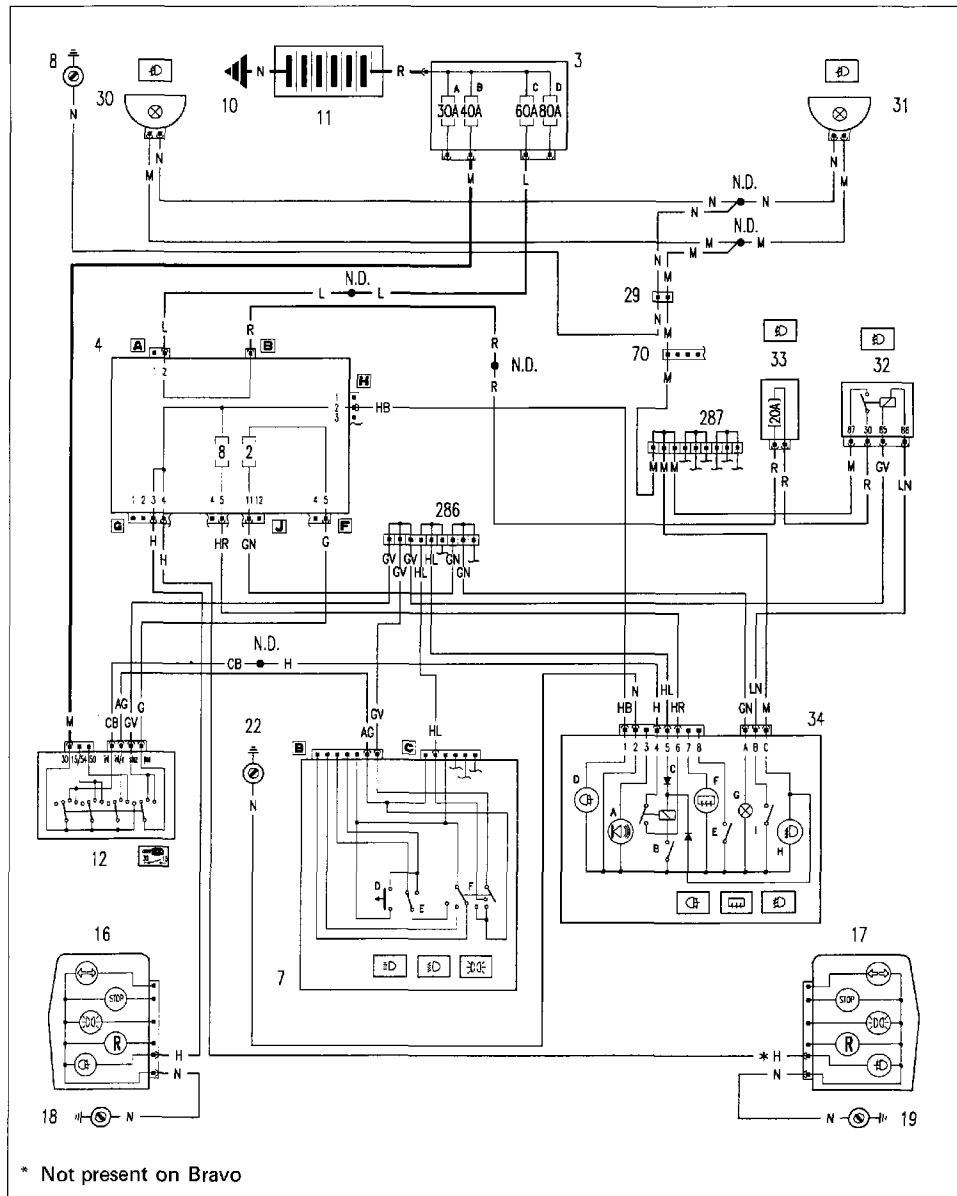 8
30
N
10
N
11
R
3
A
B
C
D
30A
40A
60A
80A
31
N
M
N
M
M
L
N
M
N.D.
N
N
N
N.D.
M
M
M
N.D.
L
L
N
M
29
N
M
L
R
R
N.D.
R
4
A
B
1 2
H
1
2
3
HB
70
M
33
32
20A
87
30
85
86
287
M
M
M
R
R
M
R
GV
LN
8
2
1 2 3 4
4 5
11 12
4 5
G
J
F
H
H
HR
GN
G
286
GV
GV
GV
HL
HL
GN
GN
N.D.
CB
H
M
CB
AG
GV
G
22
N
AG
GV
HL
HB
N
H
HL
HR
GN
LN
M
34
30
15/54
50
B
C
1 2 3 4 5 6 7 8
A B C
D
A
C
B
F
E
G
I
H
12
30
15
D
E
F
7
16
STOP
R
H
N
18
N
17
STOP
R
* H
N
N
19
* Not present on Bravo